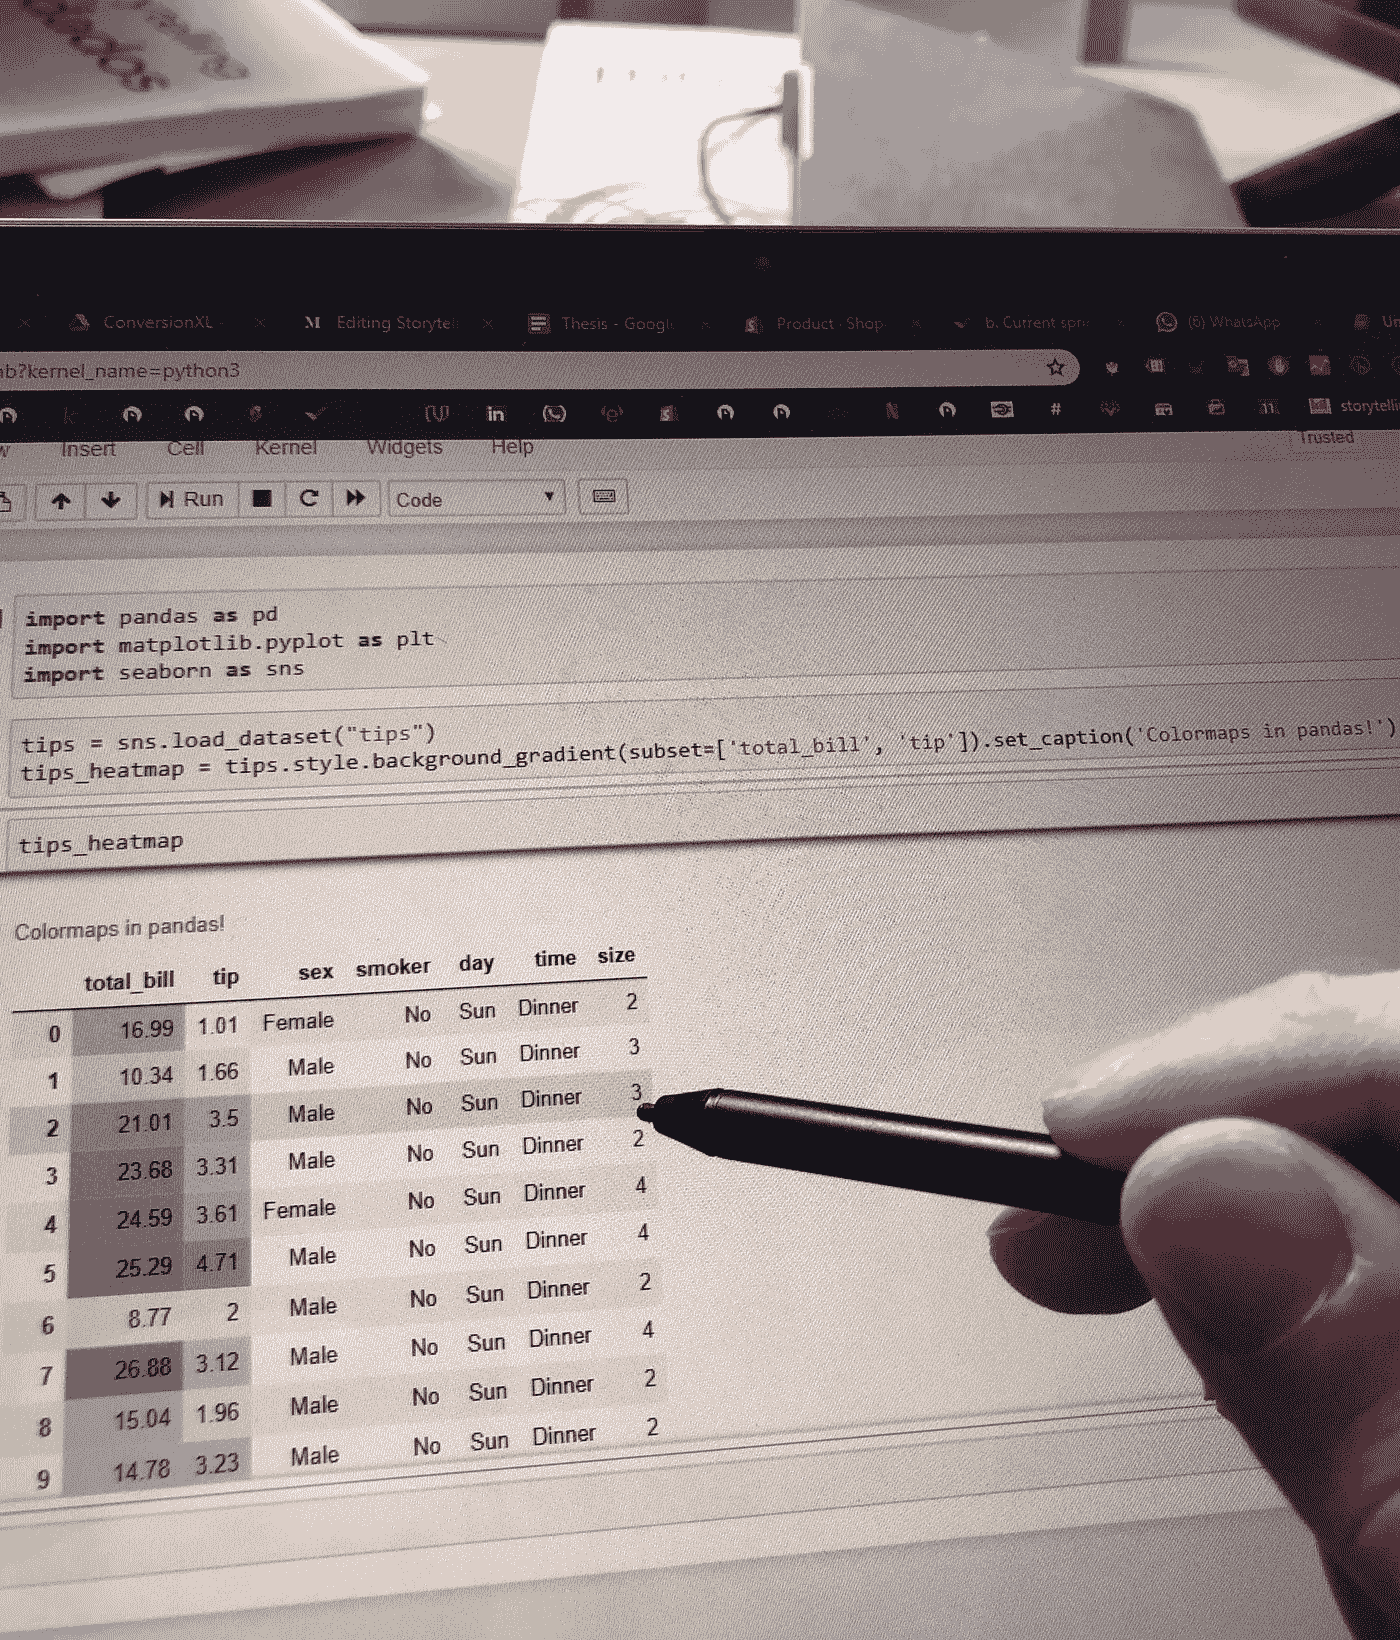 ConversionXL
Editing Storytel
Thesis - Googl
Product · Shop
b. Current spri
(6) WhatsApp
Un
nb?kernel_name=python3
in
#
11
storytelli
w
Insert
Cell
Kernel
Widgets
Help
Trusted
Run
Code
import pandas as pd
import matplotlib.pyplot as plt
import seaborn as sns
tips = sns.load_dataset("tips")
tips_heatmap = tips.style.background_gradient(subset=['total_bill', 'tip']).set_caption('Colormaps in pandas!')
tips_heatmap
Colormaps in pandas!
total_bill tip sex smoker day time size
0 16.99 1.01 Female No Sun Dinner 2
1 10.34 1.66 Male No Sun Dinner 3
2 21.01 3.5 Male No Sun Dinner 3
3 23.68 3.31 Male No Sun Dinner 2
4 24.59 3.61 Female No Sun Dinner 4
5 25.29 4.71 Male No Sun Dinner 4
6 8.77 2 Male No Sun Dinner 2
7 26.88 3.12 Male No Sun Dinner 4
8 15.04 1.96 Male No Sun Dinner 2
9 14.78 3.23 Male No Sun Dinner 2